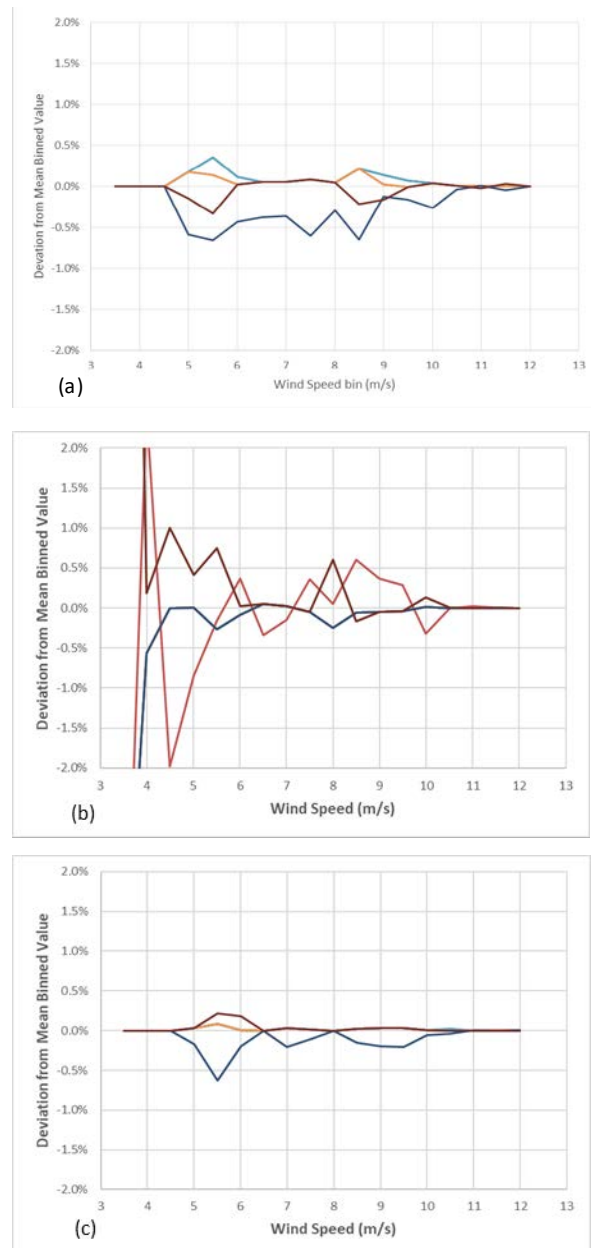 Devation from Mean Binned Value
2.0%
1.5%
1.0%
0.5%
0.0%
-0.5%
-1.0%
-1.5%
-2.0%
3 4 5 6 7 8 9 10 11 12 13
(a)
Wind Speed bin (m/s)
Deviation from Mean Binned Value
2.0%
1.5%
1.0%
0.5%
0.0%
-0.5%
-1.0%
-1.5%
-2.0%
3 4 5 6 7 8 9 10 11 12 13
(b)
Wind Speed (m/s)
Deviation from Mean Binned Value
2.0%
1.5%
1.0%
0.5%
0.0%
-0.5%
-1.0%
-1.5%
-2.0%
3 4 5 6 7 8 9 10 11 12 13
(c)
Wind Speed (m/s)